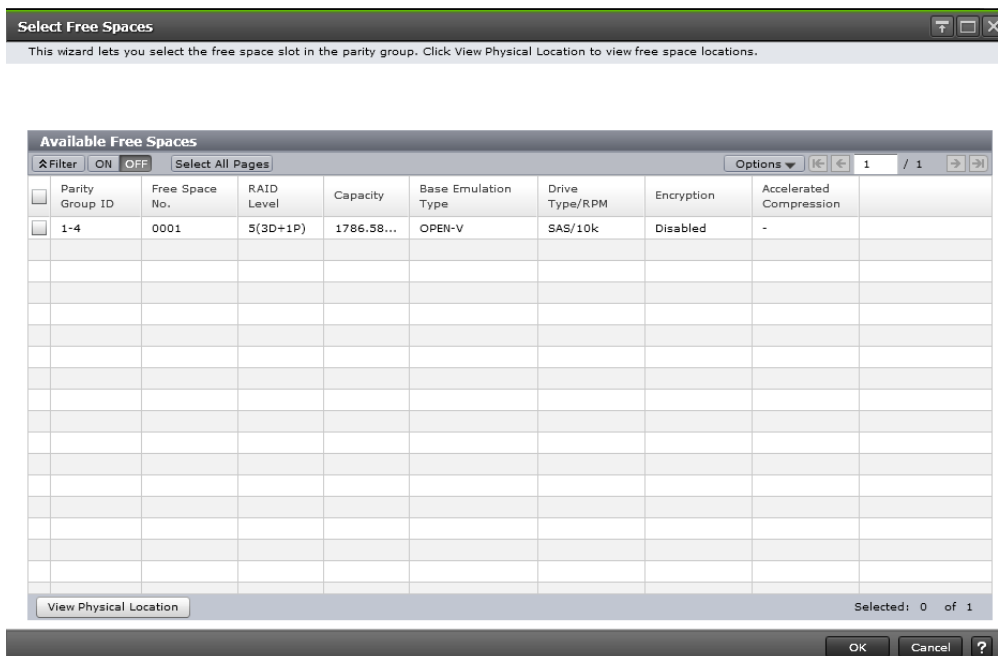 Select Free Spaces
This wizard lets you select the free space slot in the parity group. Click View Physical Location to view free space locations.
Available Free Spaces
Filter ON OFF Select All Pages Options 1 / 1
Parity Group ID Free Space No. RAID Level Capacity Base Emulation Type Drive Type/RPM Encryption Accelerated Compression
1-4 0001 5(3D+1P) 1786.58... OPEN-V SAS/10k Disabled -
View Physical Location Selected: 0 of 1
OK Cancel ?